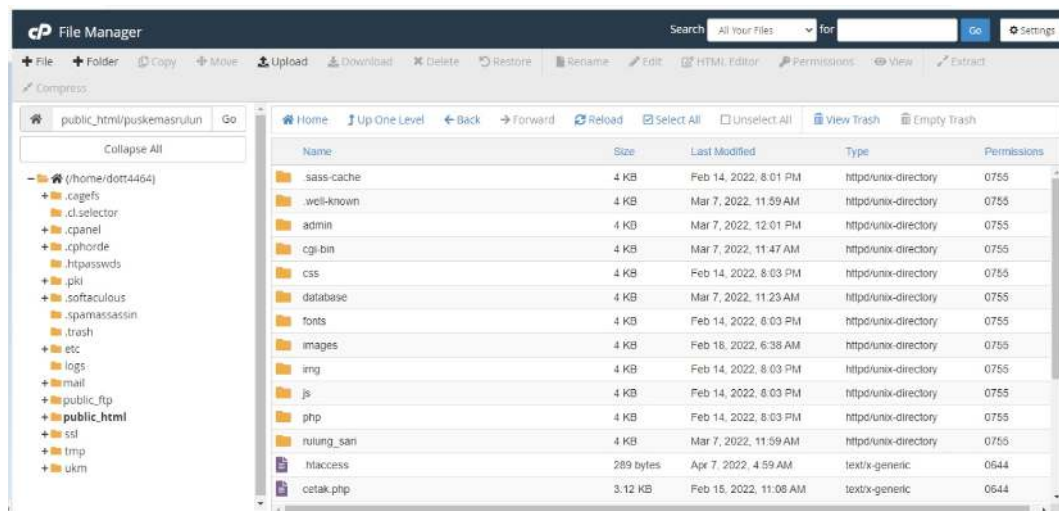 cP File Manager Search All Your Files for Go Settings
+ File + Folder Copy Move Upload Download Delete Restore Rename Edit HTML Editor Permissions View Extract
Compress
public_html/puskemasrulun Go
Home Up One Level Back Forward Reload Select All Unselect All View Trash Empty Trash
Collapse All
(/home/dott4464)
.cagefs
.cl.selector
.cpanel
.cphorde
.htpasswds
.pki
.softaculous
.spamassassin
.trash
etc
logs
mail
public_ftp
public_html
ssl
tmp
ukm
Name Size Last Modified Type Permissions
.sass-cache 4 KB Feb 14, 2022, 8:01 PM httpd/unix-directory 0755
.well-known 4 KB Mar 7, 2022, 11:59 AM httpd/unix-directory 0755
admin 4 KB Mar 7, 2022, 12:01 PM httpd/unix-directory 0755
cgi-bin 4 KB Mar 7, 2022, 11:47 AM httpd/unix-directory 0755
css 4 KB Feb 14, 2022, 8:03 PM httpd/unix-directory 0755
database 4 KB Mar 7, 2022, 11:23 AM httpd/unix-directory 0755
fonts 4 KB Feb 14, 2022, 8:03 PM httpd/unix-directory 0755
images 4 KB Feb 18, 2022, 6:38 AM httpd/unix-directory 0755
img 4 KB Feb 14, 2022, 8:03 PM httpd/unix-directory 0755
js 4 KB Feb 14, 2022, 8:03 PM httpd/unix-directory 0755
php 4 KB Feb 14, 2022, 8:03 PM httpd/unix-directory 0755
rulung_sari 4 KB Mar 7, 2022, 11:59 AM httpd/unix-directory 0755
.htaccess 289 bytes Apr 7, 2022, 4:59 AM text/x-generic 0644
cetak.php 3.12 KB Feb 15, 2022, 11:08 AM text/x-generic 0644